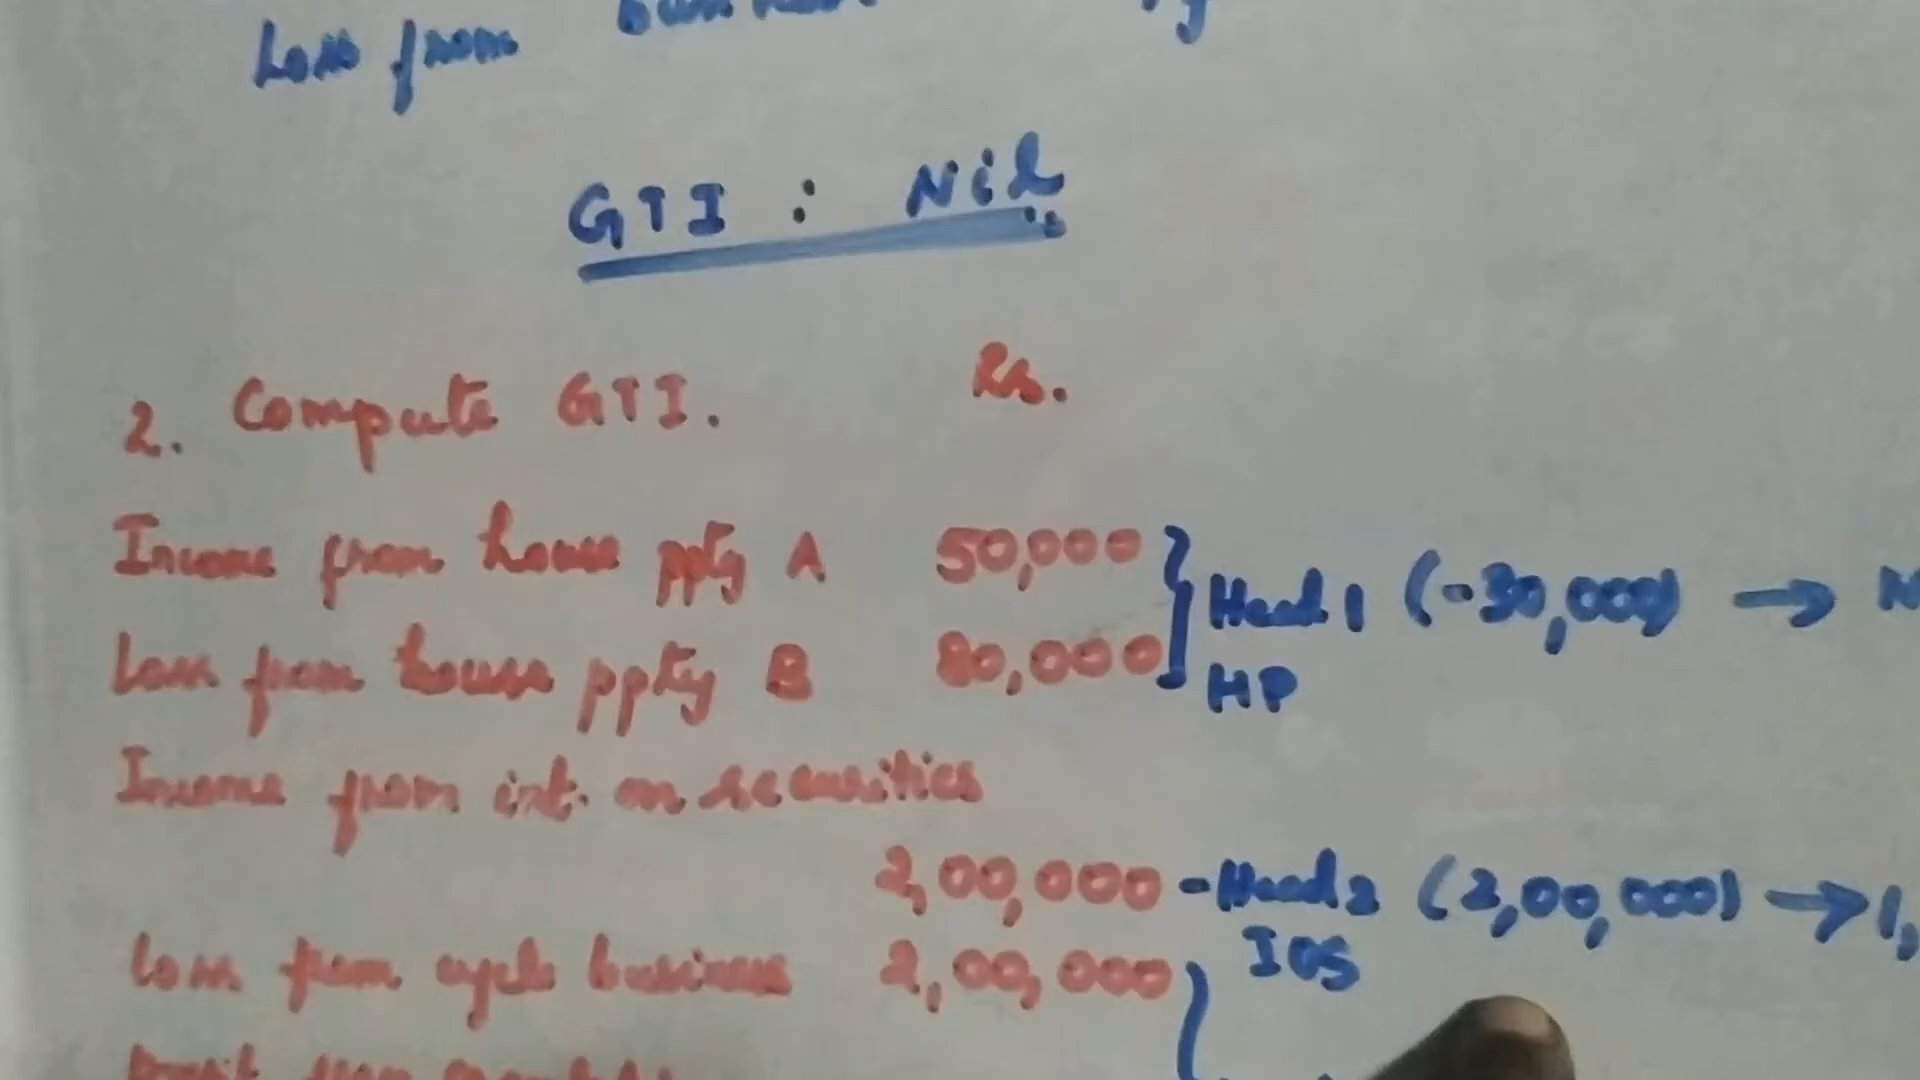 Loss from business
GTI : Nil
2. Compute GTI. Rs.
Income from house ppty A 50,000 Head 1 (-30,000) →
Loss from house ppty B 80,000 HP
Income from int. on securities
2,00,000 - Head 2 (2,00,000) → 1,
Loss from cycle business 2,00,000 IOS